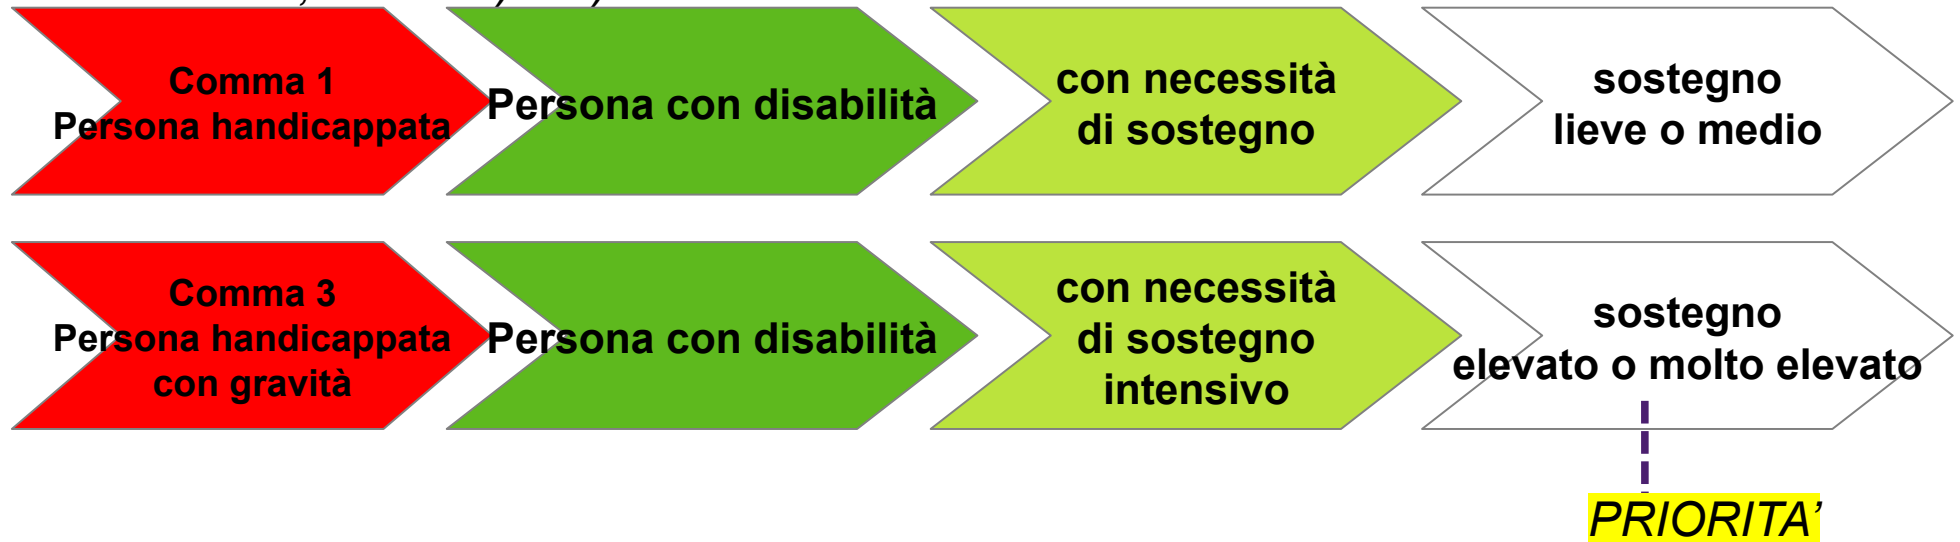 Comma 1
Persona handicappata
Persona con disabilità
con necessità
di sostegno
sostegno
lieve o medio
Comma 3
Persona handicappata
con gravità
Persona con disabilità
con necessità
di sostegno
intensivo
sostegno
elevato o molto elevato
PRIORITA’